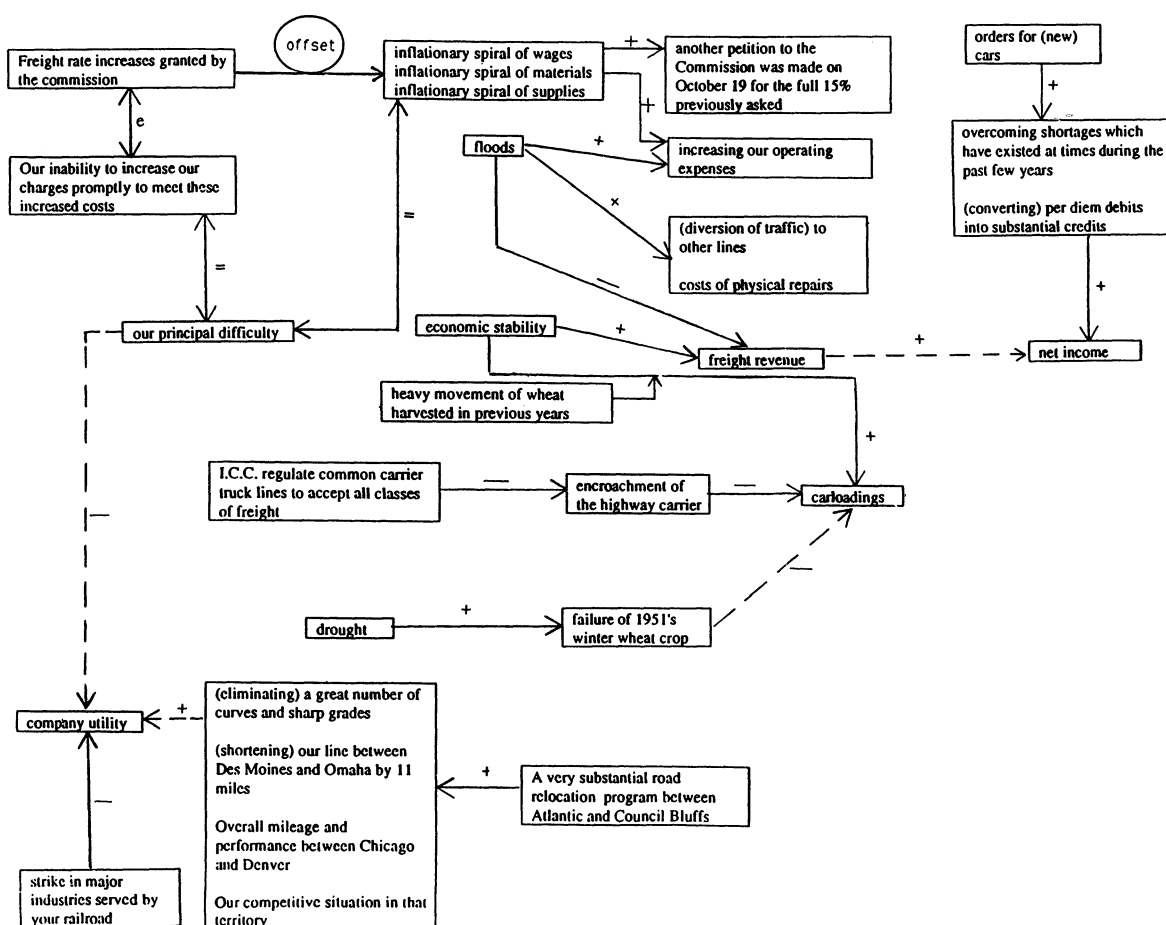 offset
Freight rate increases granted by
the commission
inflationary spiral of wages
inflationary spiral of materials
inflationary spiral of supplies
+
another petition to the
Commission was made on
October 19 for the full 15%
previously asked
orders for (new)
cars
+
+
e
floods
+
increasing our operating
expenses
overcoming shortages which
have existed at times during the
past few years
(converting) per diem debits
into substantial credits
Our inability to increase our
charges promptly to meet these
increased costs
=
×
(diversion of traffic) to
other lines
costs of physical repairs
=
—
+
our principal difficulty
economic stability
+
freight revenue
+
net income
heavy movement of wheat
harvested in previous years
+
I.C.C. regulate common carrier
truck lines to accept all classes
of freight
—
encroachment of
the highway carrier
—
carloadings
—
—
drought
+
failure of 1951's
winter wheat crop
company utility
+
(eliminating) a great number of
curves and sharp grades
(shortening) our line between
Des Moines and Omaha by 11
miles
Overall mileage and
performance between Chicago
and Denver
Our competitive situation in that
territory
+
A very substantial road
relocation program between
Atlantic and Council Bluffs
—
strike in major
industries served by
your railroad